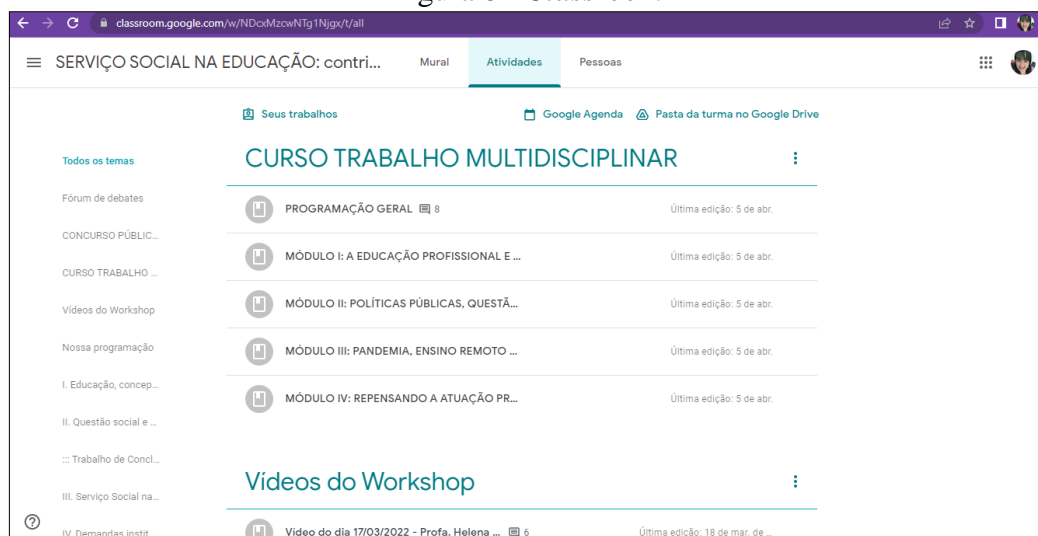 classroom.google.com/w/NDcxMzcwNTg1Njgx/t/all
SERVIÇO SOCIAL NA EDUCAÇÃO: contri...
Mural
Atividades
Pessoas
Seus trabalhos
Google Agenda
Pasta da turma no Google Drive
Todos os temas
Fórum de debates
CONCURSO PÚBLIC...
CURSO TRABALHO ...
Vídeos do Workshop
Nossa programação
I. Educação, concep...
II. Questão social e ...
::: Trabalho de Concl...
III. Serviço Social na...
IV. Demandas instit
CURSO TRABALHO MULTIDISCIPLINAR
PROGRAMAÇÃO GERAL 8 Última edição: 5 de abr.
MÓDULO I: A EDUCAÇÃO PROFISSIONAL E ... Última edição: 5 de abr.
MÓDULO II: POLÍTICAS PÚBLICAS, QUESTÃ... Última edição: 5 de abr.
MÓDULO III: PANDEMIA, ENSINO REMOTO ... Última edição: 5 de abr.
MÓDULO IV: REPENSANDO A ATUAÇÃO PR... Última edição: 5 de abr.
Vídeos do Workshop
Vídeo do dia 17/03/2022 - Profa. Helena ... 6 Última edição: 18 de mar. de ...